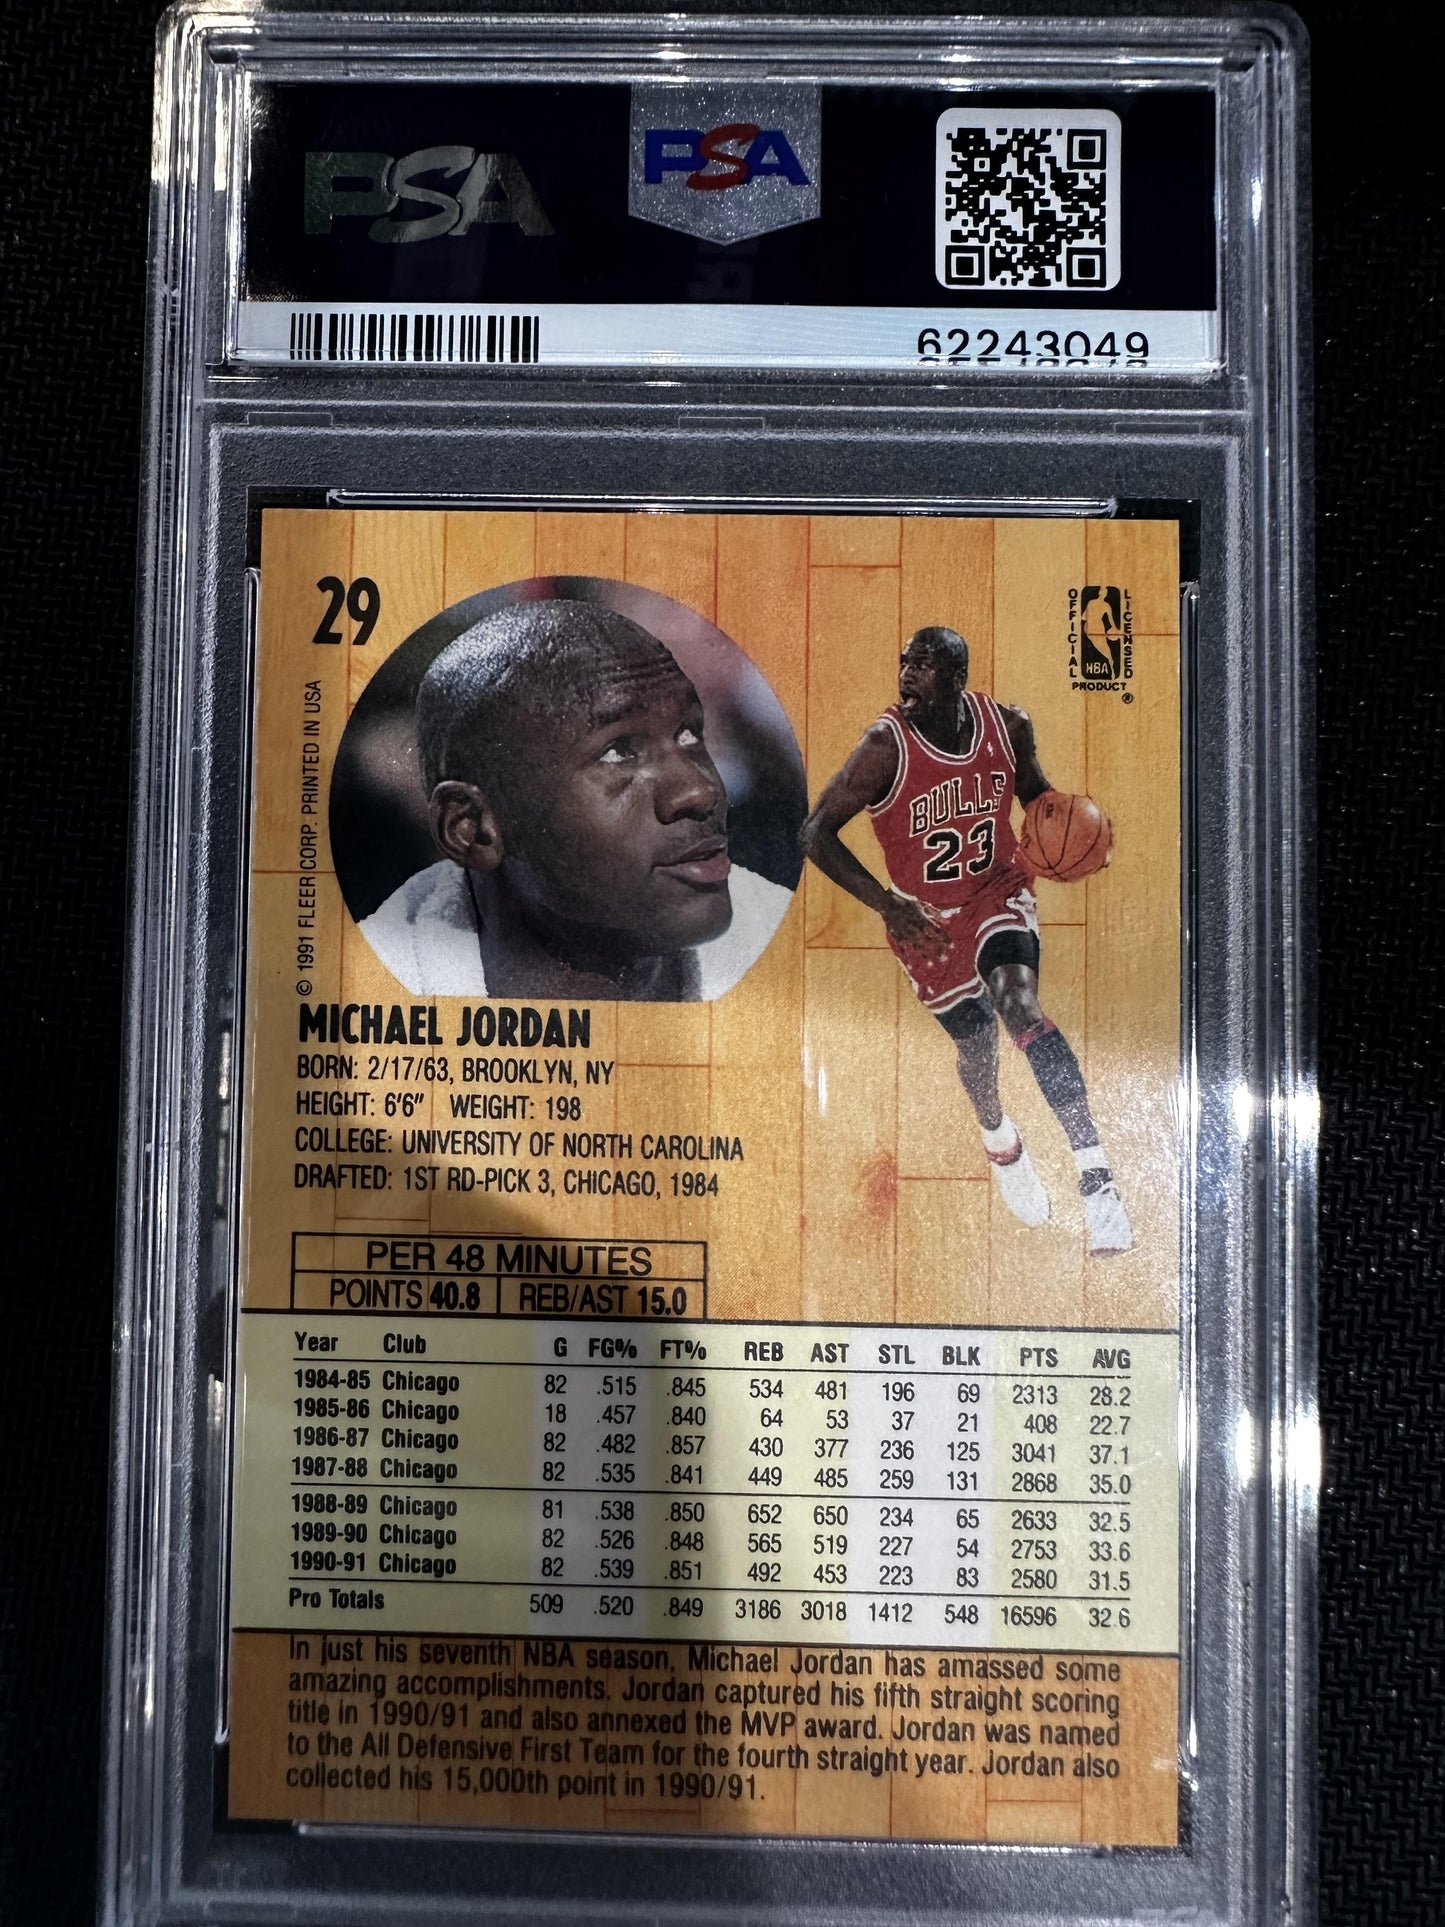 PSA
PSA
62243049
29
OFFICIAL LICENSED
NBA
PRODUCT ®
© 1991 FLEER CORP. PRINTED IN USA
BULLS
23
MICHAEL JORDAN
BORN: 2/17/63, BROOKLYN, NY
HEIGHT: 6'6" WEIGHT: 198
COLLEGE: UNIVERSITY OF NORTH CAROLINA
DRAFTED: 1ST RD-PICK 3, CHICAGO, 1984
PER 48 MINUTES
POINTS 40.8 REB/AST 15.0
Year Club G FG% FT% REB AST STL BLK PTS AVG
1984-85 Chicago 82 .515 .845 534 481 196 69 2313 28.2
1985-86 Chicago 18 .457 .840 64 53 37 21 408 22.7
1986-87 Chicago 82 .482 .857 430 377 236 125 3041 37.1
1987-88 Chicago 82 .535 .841 449 485 259 131 2868 35.0
1988-89 Chicago 81 .538 .850 652 650 234 65 2633 32.5
1989-90 Chicago 82 .526 .848 565 519 227 54 2753 33.6
1990-91 Chicago 82 .539 .851 492 453 223 83 2580 31.5
Pro Totals 509 .520 .849 3186 3018 1412 548 16596 32.6
In just his seventh NBA season, Michael Jordan has amassed some
amazing accomplishments. Jordan captured his fifth straight scoring
title in 1990/91 and also annexed the MVP award. Jordan was named
to the All Defensive First Team for the fourth straight year. Jordan also
collected his 15,000th point in 1990/91.